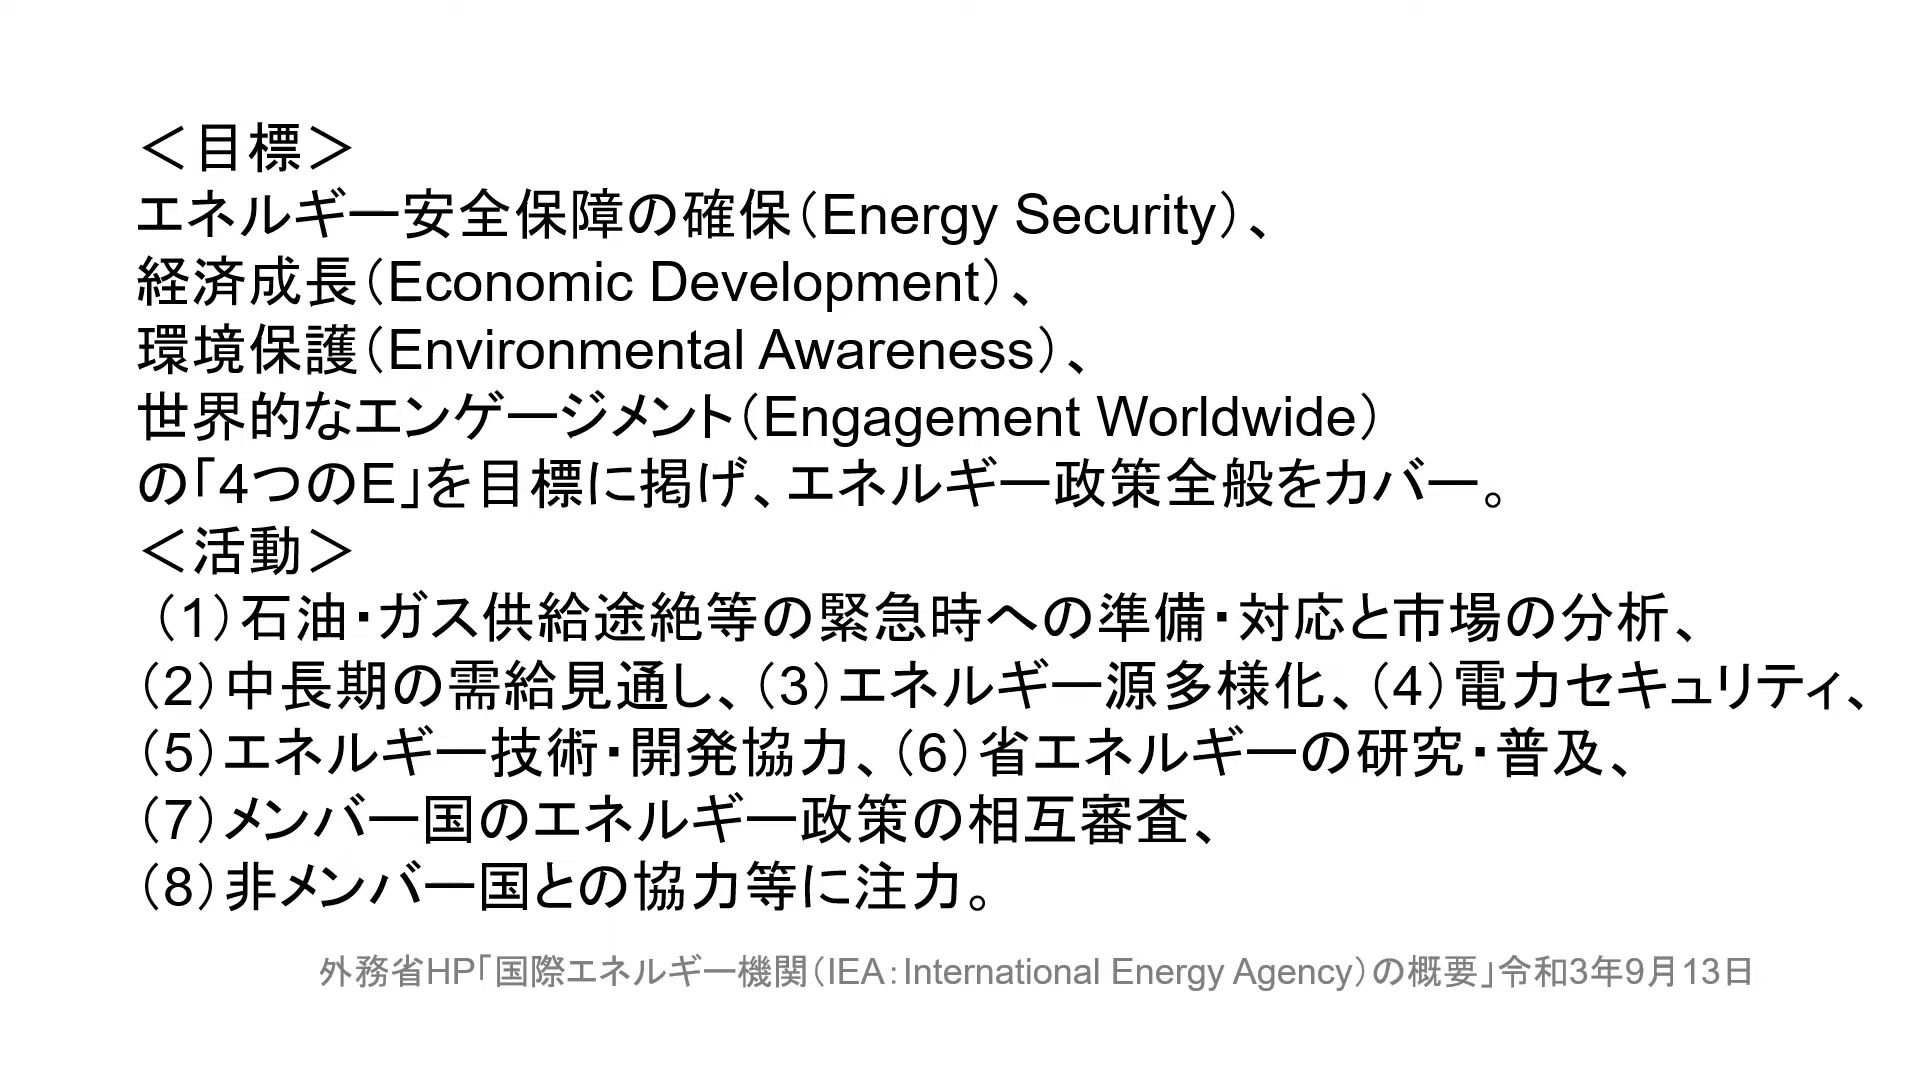 ＜目標＞
エネルギー安全保障の確保（Energy Security）、
経済成長（Economic Development）、
環境保護（Environmental Awareness）、
世界的なエンゲージメント（Engagement Worldwide）
の「4つのE」を目標に掲げ、エネルギー政策全般をカバー。
＜活動＞
（1）石油・ガス供給途絶等の緊急時への準備・対応と市場の分析、
（2）中長期の需給見通し、（3）エネルギー源多様化、（4）電力セキュリティ、
（5）エネルギー技術・開発協力、（6）省エネルギーの研究・普及、
（7）メンバー国のエネルギー政策の相互審査、
（8）非メンバー国との協力等に注力。
外務省HP「国際エネルギー機関（IEA：International Energy Agency）の概要」令和3年9月13日